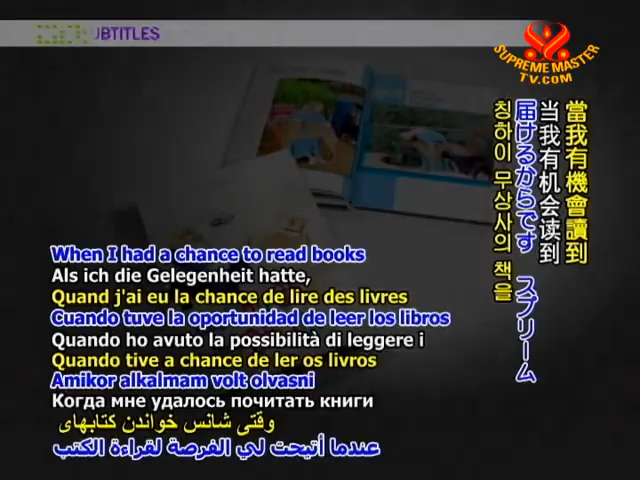 UBTITLES
SUPREME MASTER
TV.COM
當我有機會讀到
当我有机会读到
届けるからです スプリーム
칭하이 무상사의 책을
When I had a chance to read books
Als ich die Gelegenheit hatte,
Quand j'ai eu la chance de lire des livres
Cuando tuve la oportunidad de leer los libros
Quando ho avuto la possibilità di leggere i
Quando tive a chance de ler os livros
Amikor alkalmam volt olvasni
Когда мне удалось почитать книги
وقتی شانس خواندن کتابهای
عندما أتيحت لي الفرصة لقراءة الكتب